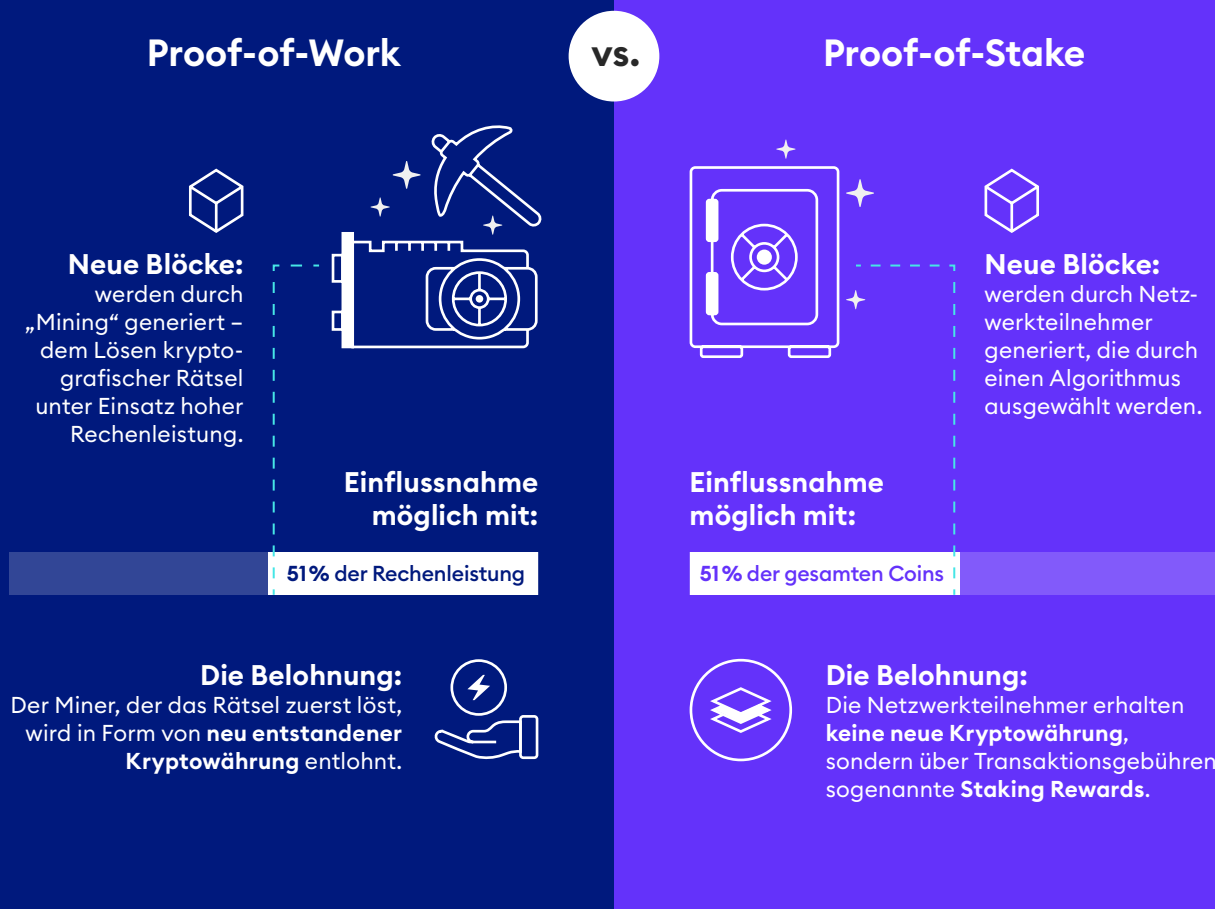 Proof-of-Work
vs.
Proof-of-Stake
Neue Blöcke:
werden durch
„Mining“ generiert –
dem Lösen krypto-
grafischer Rätsel
unter Einsatz hoher
Rechenleistung.
Einflussnahme
möglich mit:
51 % der Rechenleistung
Die Belohnung:
Der Miner, der das Rätsel zuerst löst,
wird in Form von neu entstandener
Kryptowährung entlohnt.
Neue Blöcke:
werden durch Netz-
werkteilnehmer
generiert, die durch
einen Algorithmus
ausgewählt werden.
Einflussnahme
möglich mit:
51 % der gesamten Coins
Die Belohnung:
Die Netzwerkteilnehmer erhalten
keine neue Kryptowährung,
sondern über Transaktionsgebühren
sogenannte Staking Rewards.